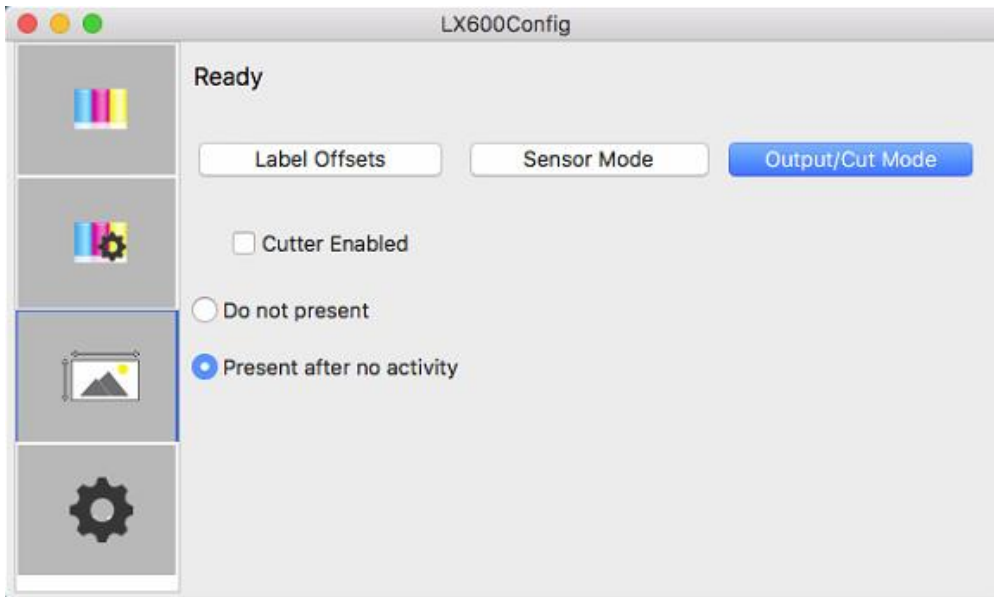 LX600Config
Ready
Label Offsets Sensor Mode Output/Cut Mode
Cutter Enabled
Do not present
Present after no activity